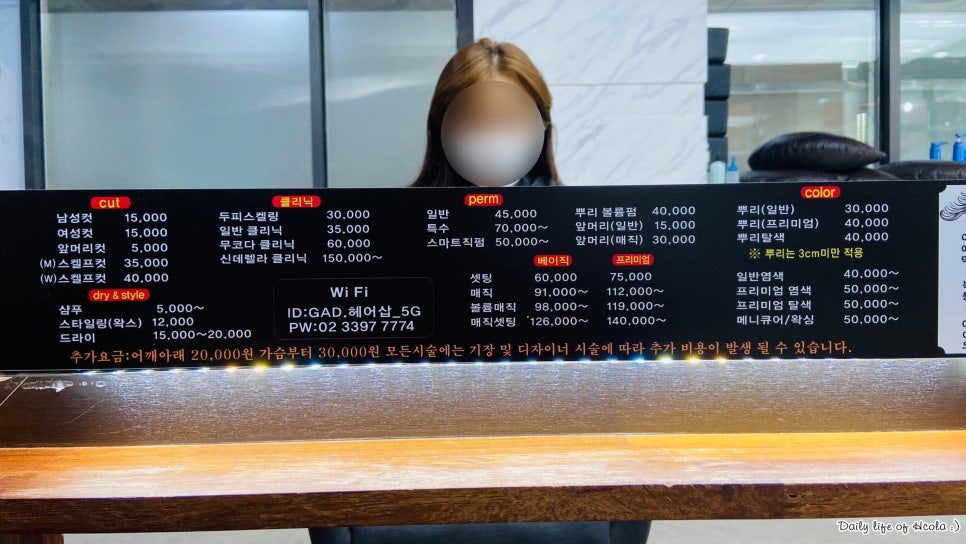 cut
남성컷 15,000
여성컷 15,000
앞머리컷 5,000
(M)스켈프컷 35,000
(W)스켈프컷 40,000
dry & style
샴푸 5,000~
스타일링(왁스) 12,000
드라이 15,000~20,000
클리닉
두피스켈링 30,000
일반 클리닉 35,000
무코다 클리닉 60,000
신데렐라 클리닉 150,000~
Wi Fi
ID:GAD.헤어샵_5G
PW:02 3397 7774
perm
일반 45,000
특수 70,000~
스마트직펌 50,000~
뿌리 볼륨펌 40,000
앞머리(일반) 15,000
앞머리(매직) 30,000
베이직 프리미엄
셋팅 60,000 75,000
매직 91,000~ 112,000~
볼륨매직 98,000~ 119,000~
매직셋팅 126,000~ 140,000~
color
뿌리(일반) 30,000
뿌리(프리미엄) 40,000
뿌리탈색 40,000
※ 뿌리는 3cm미만 적용
일반염색 40,000~
프리미엄 염색 50,000~
프리미엄 탈색 50,000~
메니큐어/왁싱 50,000~
추가요금:어깨아래 20,000원 가슴부터 30,000원 모든시술에는 기장 및 디자이너 시술에 따라 추가 비용이 발생 될 수 있습니다.
Daily life of Hcola :)